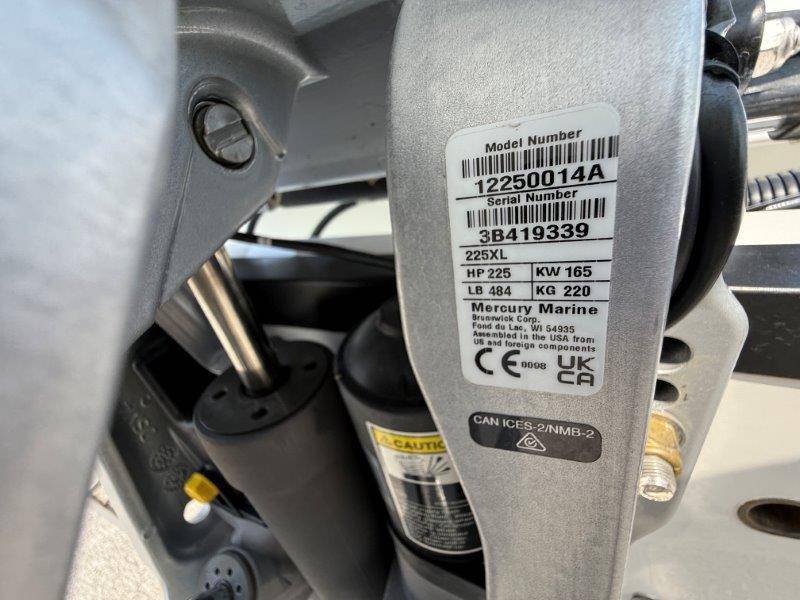 Model Number
12250014A
Serial Number
3B419339
225XL
HP 225 KW 165
LB 484 KG 220
Mercury Marine
Brunswick Corp.
Fond du Lac, WI 54935
Assembled in the USA from
US and foreign components
CE 0098 UK
CA
CAN ICES-2/NMB-2
CAUTION